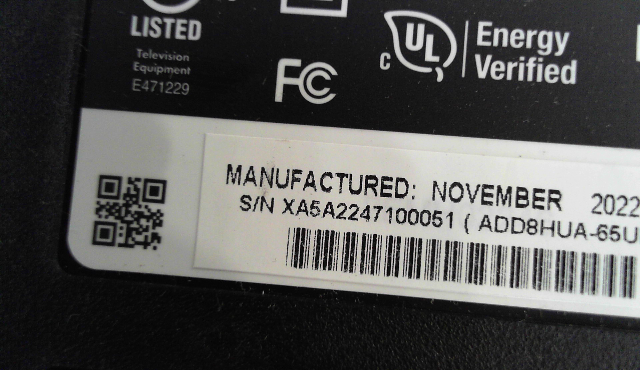 LISTED
Television
Equipment
E471229
FC
c UL Energy
Verified
MANUFACTURED: NOVEMBER 2022
S/N XA5A2247100051 ( ADD8HUA-65U